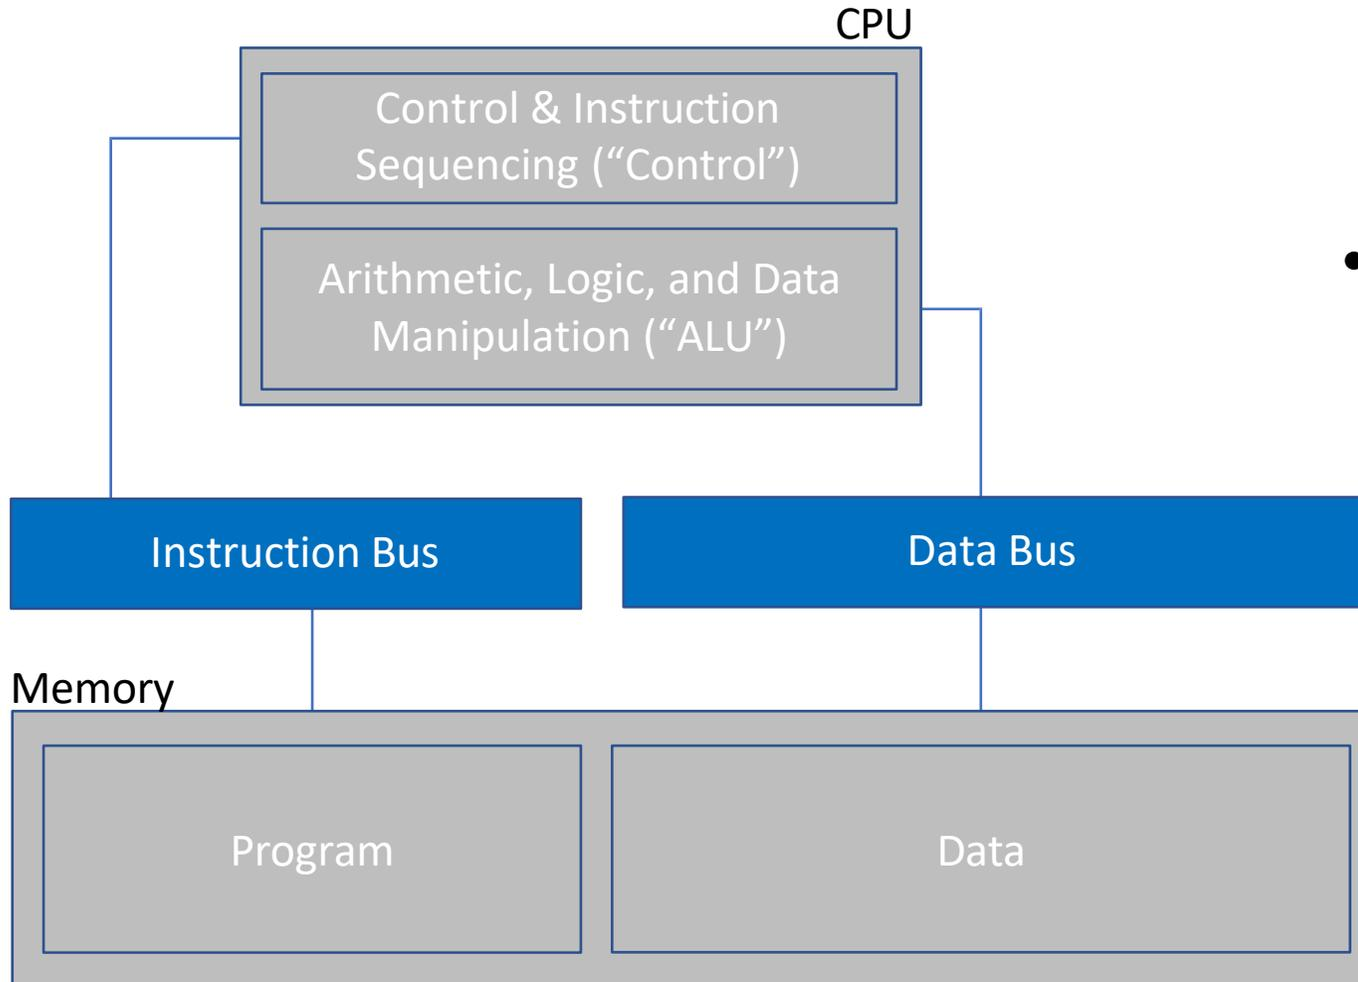 CPU
Control & Instruction
Sequencing (“Control”)
Arithmetic, Logic, and Data
Manipulation (“ALU”)
Instruction Bus
Data Bus
Memory
Program
Data